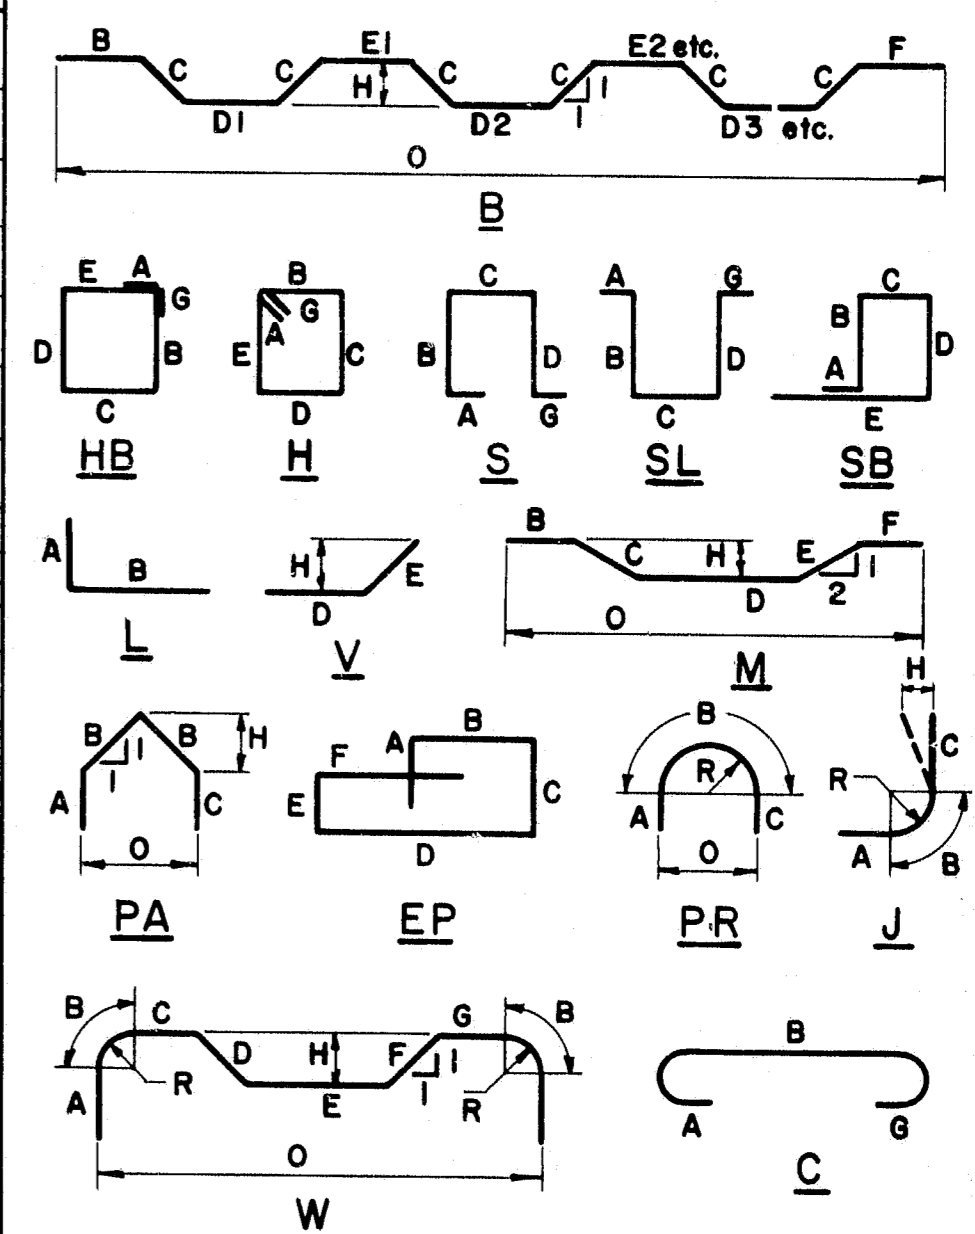 B C C E1 H C C 1 1 E2 etc. C C F
D1 D2 D3 etc.
O
B
E A G D B C
HB
B G A E C D
H
C B D A G
S
A G B D C
SL
C B D A E
SB
A B
L
H E D
V
B C H E F 1 2 D O
M
B B 1 1 H A C O
PA
B A F C E D
EP
B R A C O
PR
H C R A B
J
B C G B D H F 1 1 R A E R
O
W
B
A G
C